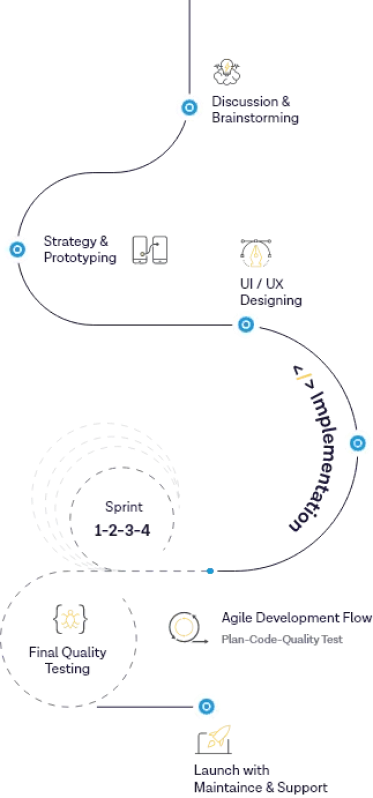 Discussion &
Brainstorming
Strategy &
Prototyping
UI / UX
Designing
</> Implementation
Sprint
1-2-3-4
Agile Development Flow
Plan-Code-Quality Test
Final Quality
Testing
Launch with
Maintaince & Support